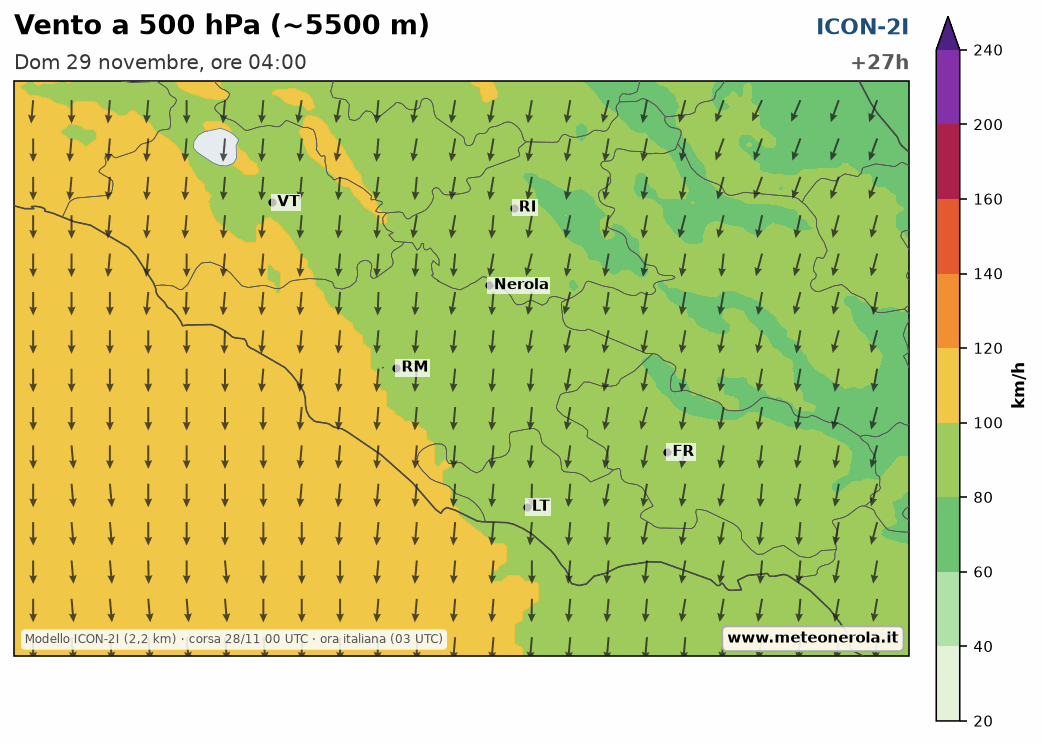 Vento a 500 hPa (~5500 m)
ICON-2I
Dom 29 novembre, ore 04:00
+27h
240
200
160
140
120
100
80
60
40
20
km/h
VT
RI
Nerola
RM
FR
LT
Modello ICON-2I (2,2 km) · corsa 28/11 00 UTC · ora italiana (03 UTC)
www.meteonerola.it